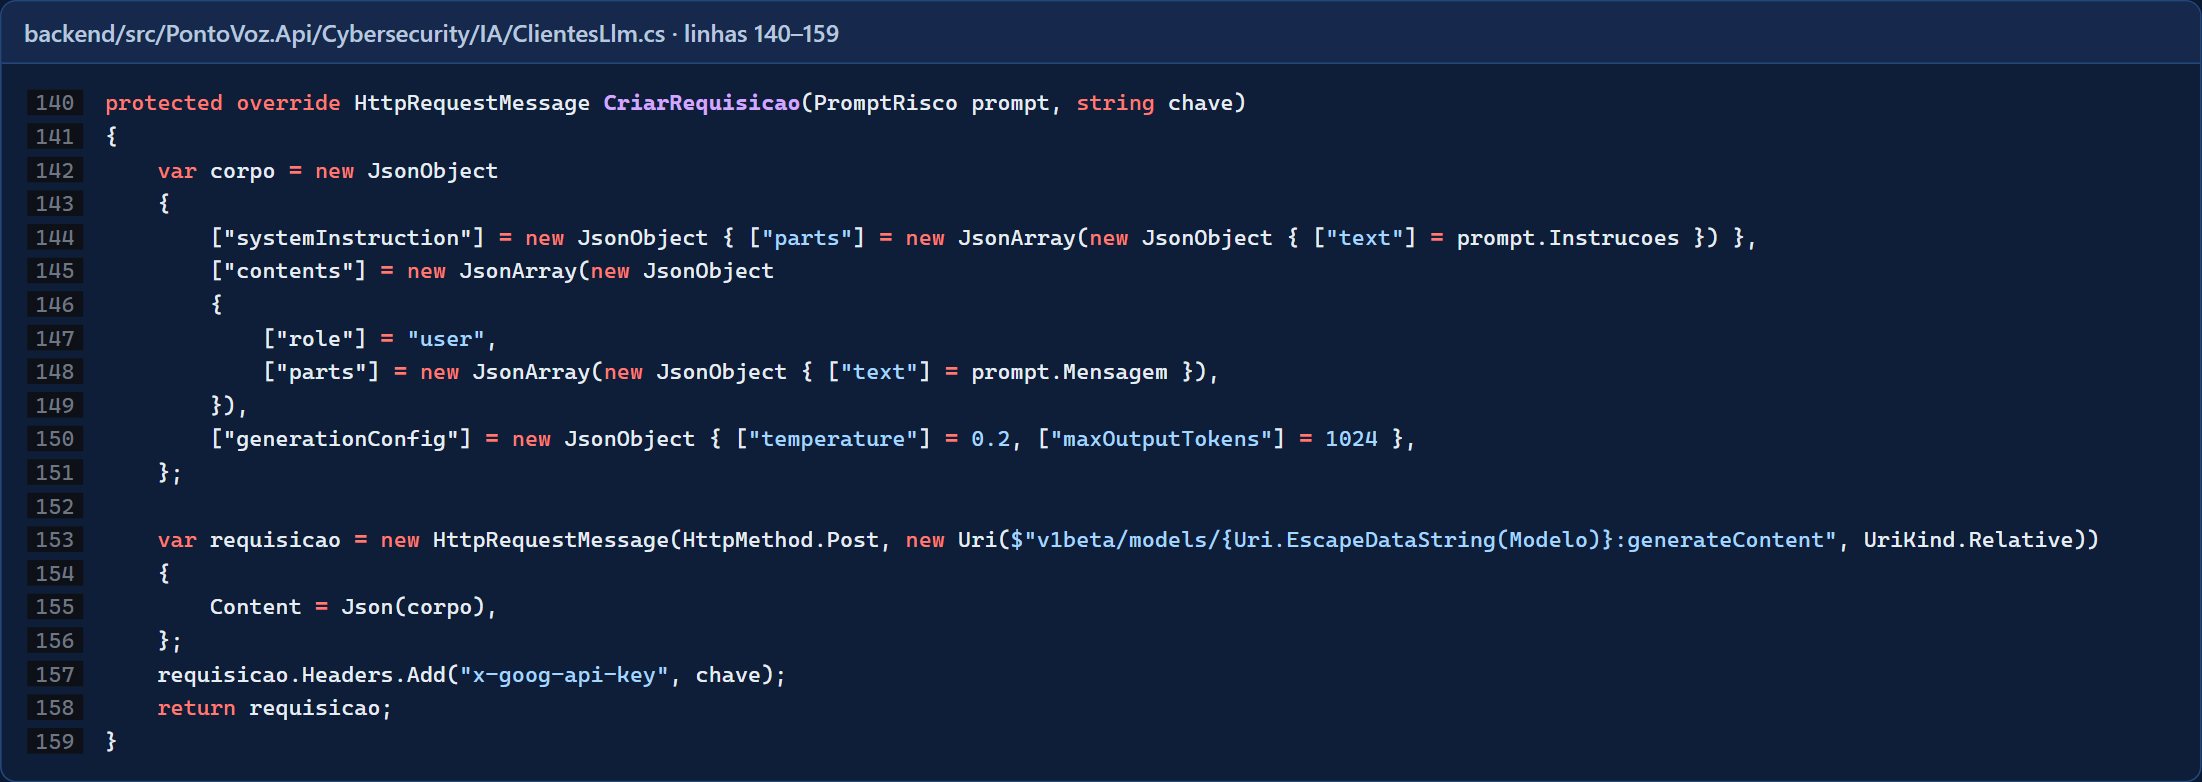 backend/src/PontoVoz.Api/Cybersecurity/IA/ClientesLlm.cs · linhas 140–159
140 protected override HttpRequestMessage CriarRequisicao(PromptRisco prompt, string chave)
141 {
142     var corpo = new JsonObject
143     {
144         ["systemInstruction"] = new JsonObject { ["parts"] = new JsonArray(new JsonObject { ["text"] = prompt.Instrucoes }) },
145         ["contents"] = new JsonArray(new JsonObject
146         {
147             ["role"] = "user",
148             ["parts"] = new JsonArray(new JsonObject { ["text"] = prompt.Mensagem }),
149         }),
150         ["generationConfig"] = new JsonObject { ["temperature"] = 0.2, ["maxOutputTokens"] = 1024 },
151     };
152
153     var requisicao = new HttpRequestMessage(HttpMethod.Post, new Uri($"v1beta/models/{Uri.EscapeDataString(Modelo)}:generateContent", UriKind.Relative))
154     {
155         Content = Json(corpo),
156     };
157     requisicao.Headers.Add("x-goog-api-key", chave);
158     return requisicao;
159 }